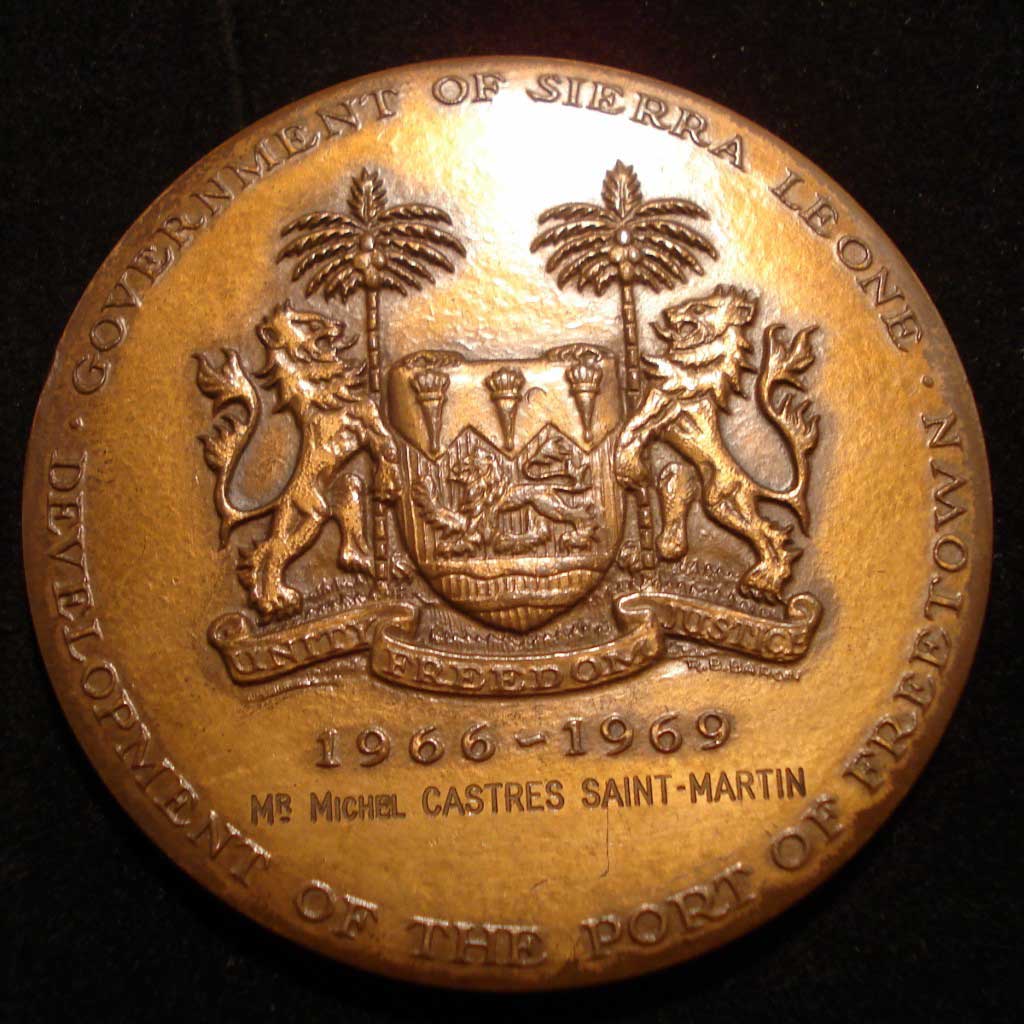 · GOVERNMENT OF SIERRA LEONE ·
DEVELOPMENT OF THE PORT OF FREETOWN
UNITY FREEDOM JUSTICE
1966-1969
MR MICHEL CASTRES SAINT-MARTIN